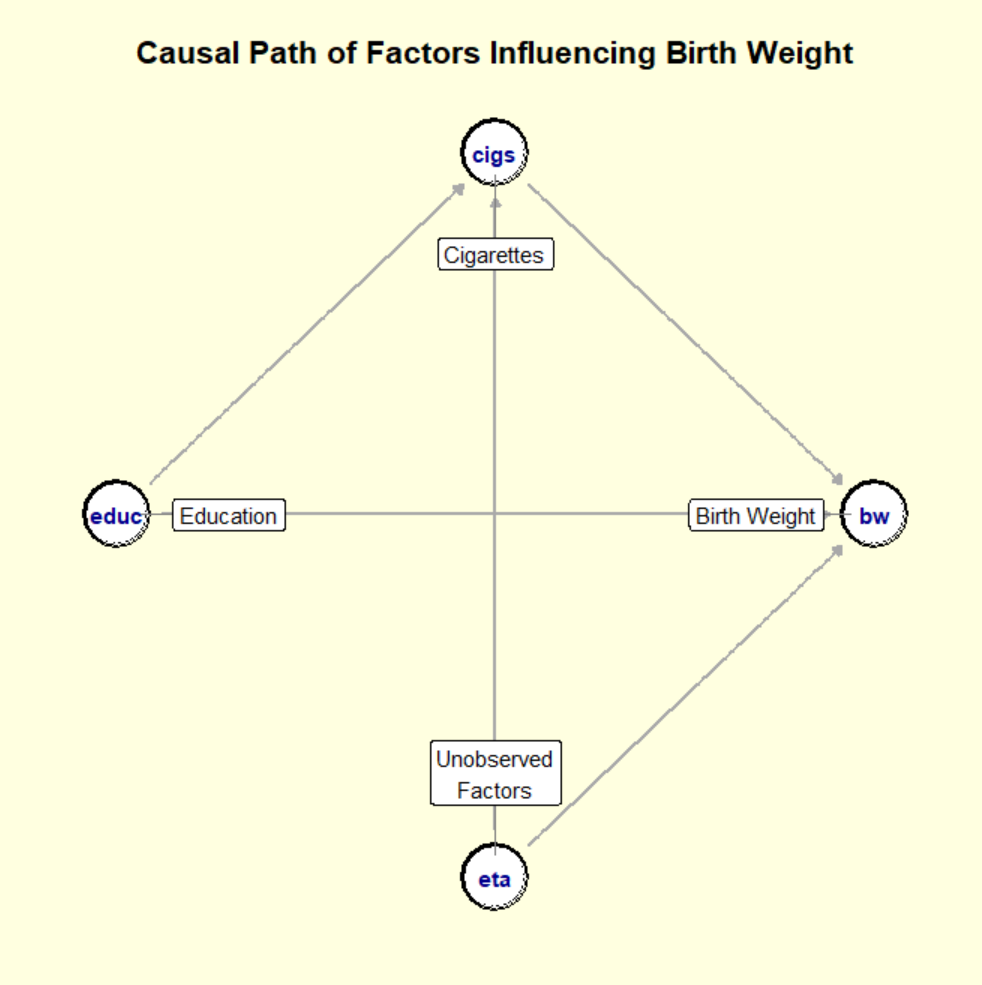 Causal Path of Factors Influencing Birth Weight
cigs
Cigarettes
educ
Education
Birth Weight
bw
Unobserved
Factors
eta